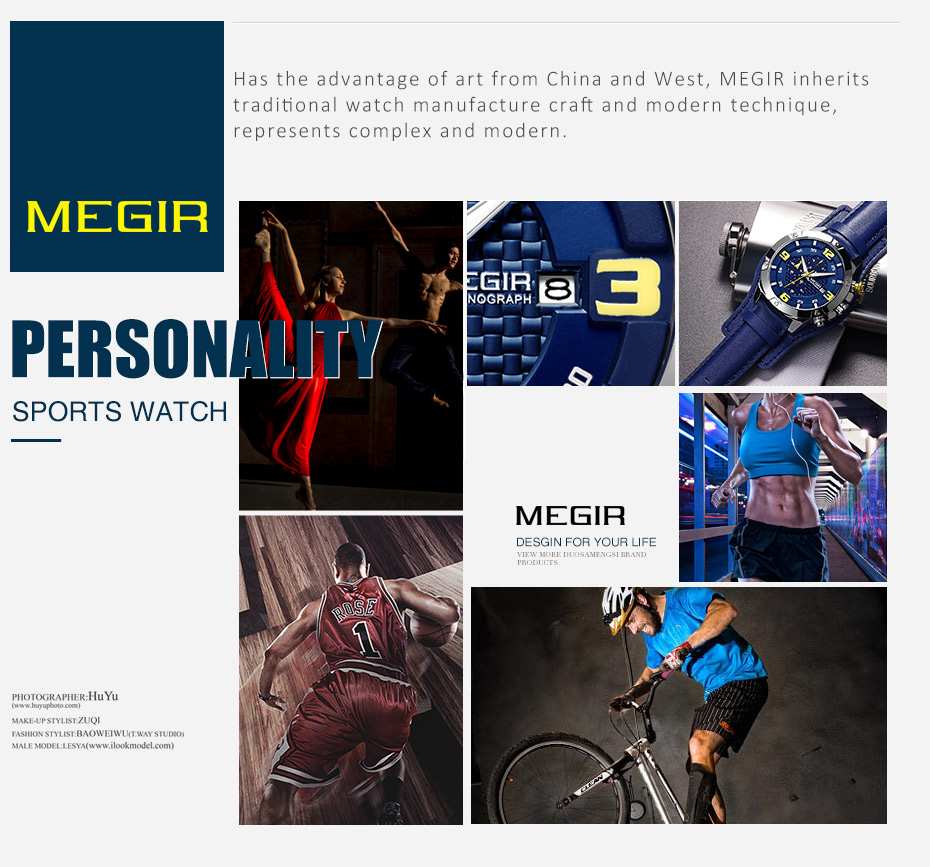 Has the advantage of art from China and West, MEGIR inherits
traditional watch manufacture craft and modern technique,
represents complex and modern.
MEGIR
PERSONALITY
SPORTS WATCH
EGIR
NOGRAPH
8
3
MEGIR
DESGIN FOR YOUR LIFE
VIEW MORE DUOSAMENGSI BRAND
PRODUCTS
ROSE
1
PHOTOGRAPHER:HuYu
(www.huyuphoto.com)
MAKE-UP STYLIST:ZUQI
FASHION STYLIST:BAOWEIWU(T.WAY STUDIO)
MALE MODEL:LESYA(www.ilookmodel.com)